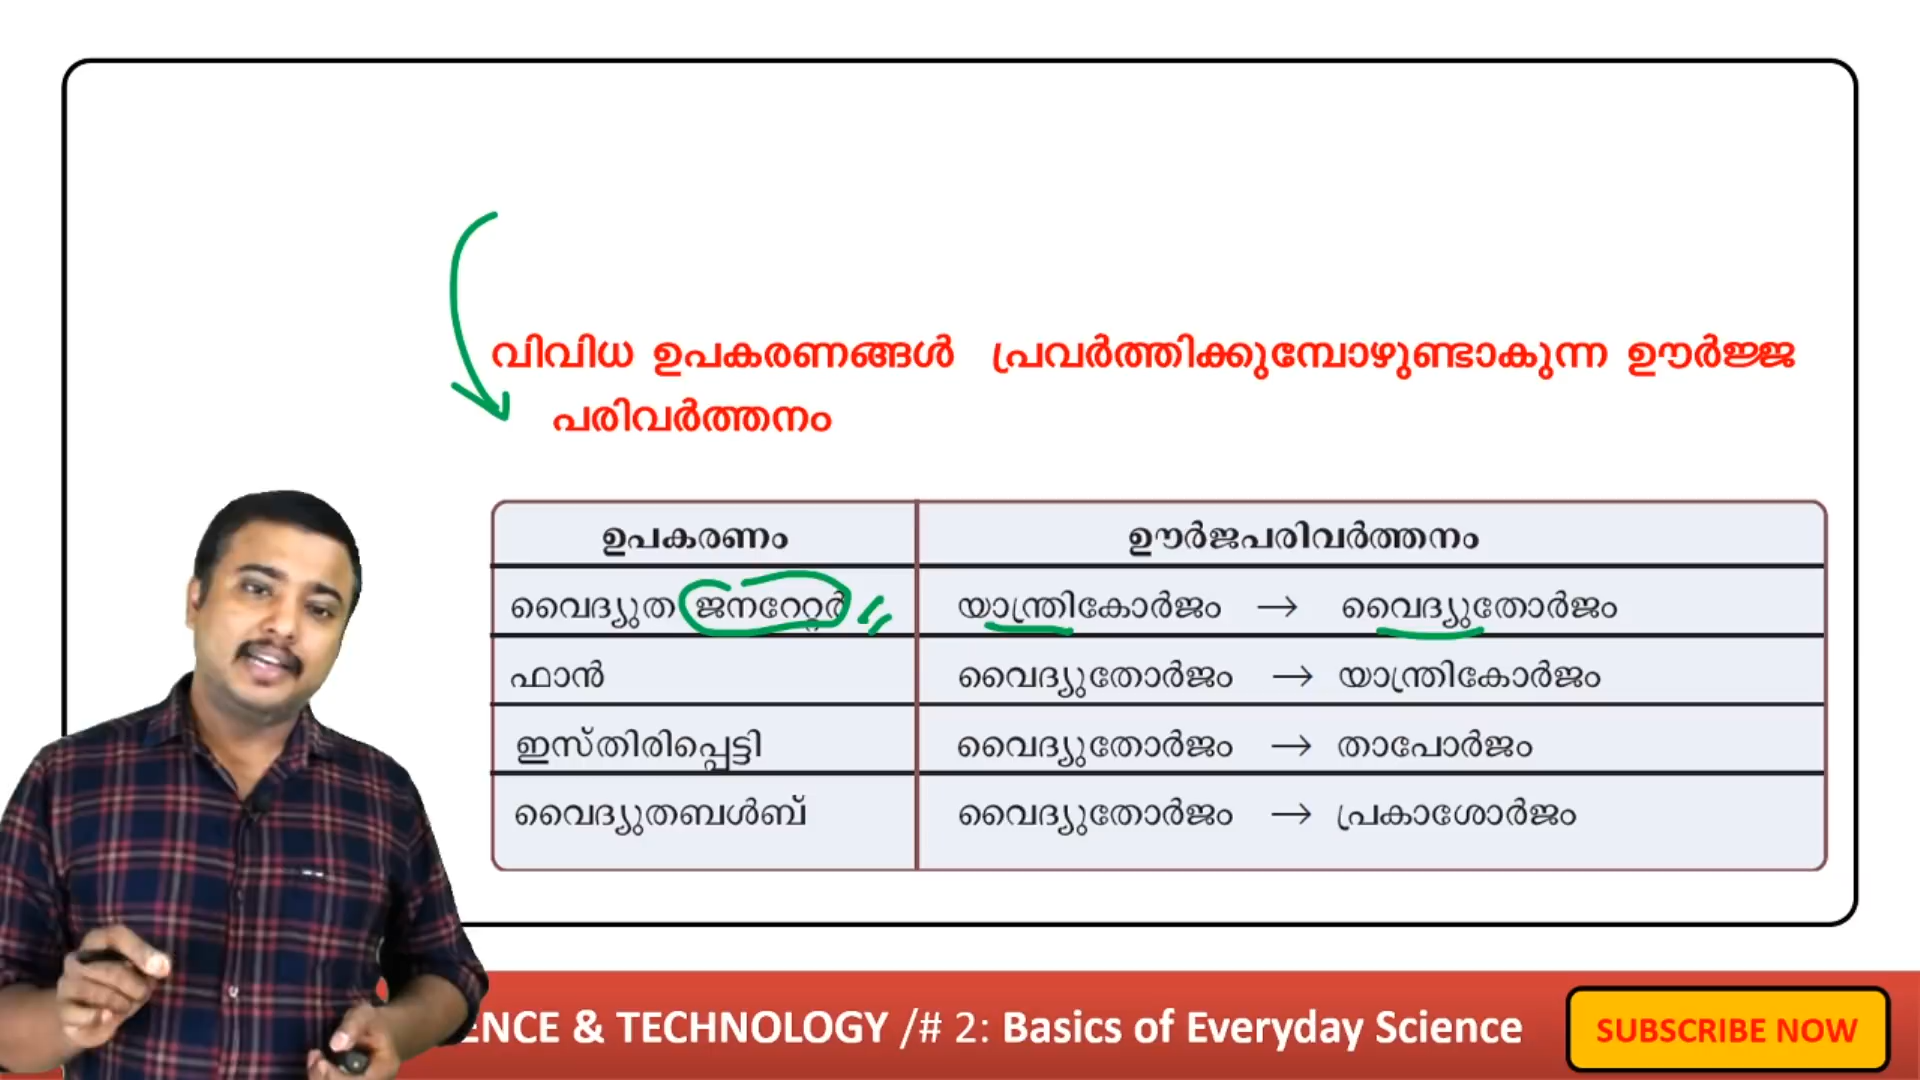 വിവിധ ഉപകരണങ്ങൾ പ്രവർത്തിക്കുമ്പോഴുണ്ടാകുന്ന ഊർജ്ജ
പരിവർത്തനം
ഉപകരണം ഊർജപരിവർത്തനം
വൈദ്യുത ജനറേറ്റർ യാന്ത്രികോർജം → വൈദ്യുതോർജം
ഫാൻ വൈദ്യുതോർജം → യാന്ത്രികോർജം
ഇസ്തിരിപ്പെട്ടി വൈദ്യുതോർജം → താപോർജം
വൈദ്യുതബൾബ് വൈദ്യുതോർജം → പ്രകാശോർജം
ENCE & TECHNOLOGY /# 2: Basics of Everyday Science
SUBSCRIBE NOW